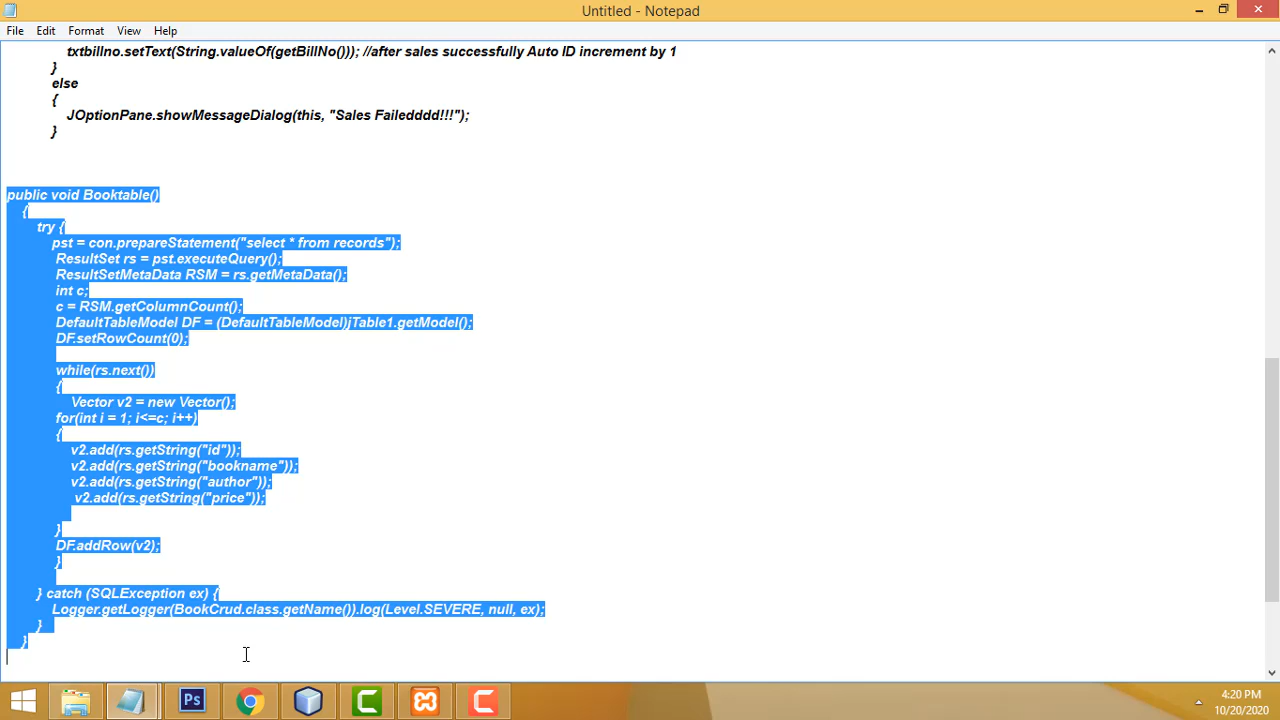 Untitled - Notepad
File Edit Format View Help
txtbillno.setText(String.valueOf(getBillNo())); //after sales successfully Auto ID increment by 1
}
else
{
JOptionPane.showMessageDialog(this, "Sales Failedddd!!!");
}
public void Booktable()
{
try {
pst = con.prepareStatement("select * from records");
ResultSet rs = pst.executeQuery();
ResultSetMetaData RSM = rs.getMetaData();
int c;
c = RSM.getColumnCount();
DefaultTableModel DF = (DefaultTableModel)jTable1.getModel();
DF.setRowCount(0);
while(rs.next())
{
Vector v2 = new Vector();
for(int i = 1; i<=c; i++)
{
v2.add(rs.getString("id"));
v2.add(rs.getString("bookname"));
v2.add(rs.getString("author"));
v2.add(rs.getString("price"));
}
DF.addRow(v2);
}
} catch (SQLException ex) {
Logger.getLogger(BookCrud.class.getName()).log(Level.SEVERE, null, ex);
}
}
Ps
4:20 PM
10/20/2020